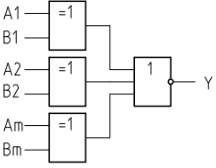 A1 =1
B1
A2 =1 1 Y
B2
Am =1
Bm